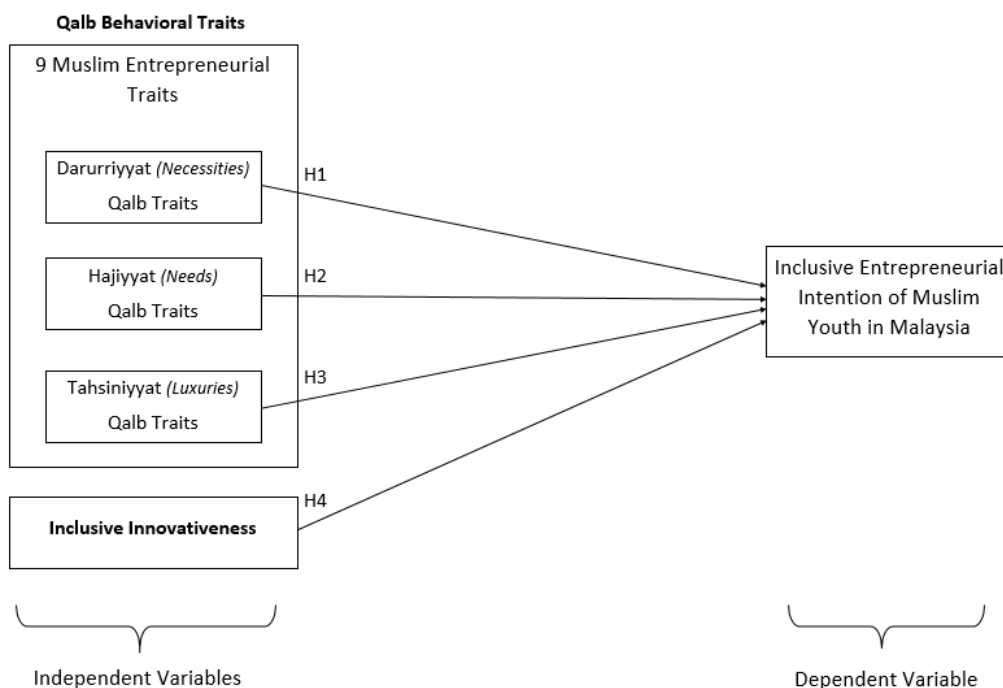 Qalb Behavioral Traits
9 Muslim Entrepreneurial
Traits
Darurriyyat (Necessities)
Qalb Traits
H1
Hajiyyat (Needs)
Qalb Traits
H2
Tahsiniyyat (Luxuries)
Qalb Traits
H3
Inclusive Innovativeness
H4
Inclusive Entrepreneurial
Intention of Muslim
Youth in Malaysia
Independent Variables
Dependent Variable